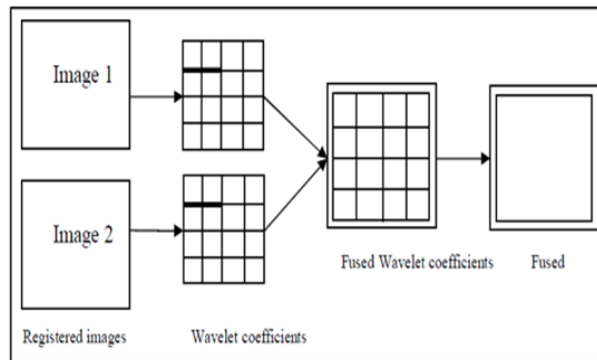 Image 1
Image 2
Fused Wavelet coefficients
Fused
Registered images
Wavelet coefficients